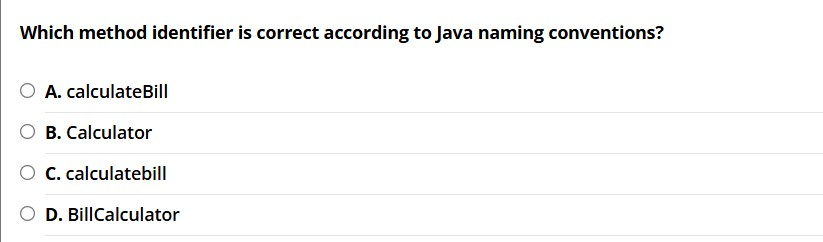 Which method identifier is correct according to Java naming conventions?
A. calculateBill
B. Calculator
C. calculatebill
D. BillCalculator